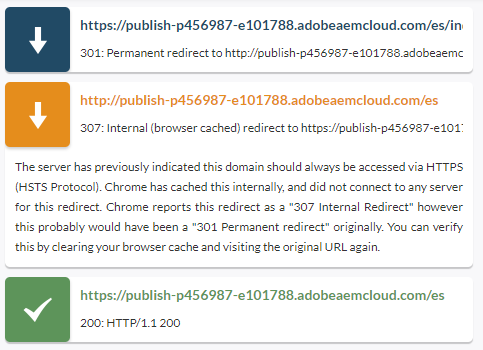 https://publish-p456987-e101788.adobeaemcloud.com/es/in
301: Permanent redirect to http://publish-p456987-e101788.adobeaemc
http://publish-p456987-e101788.adobeaemcloud.com/es
307: Internal (browser cached) redirect to https://publish-p456987-e1017
The server has previously indicated this domain should always be accessed via HTTPS
(HSTS Protocol). Chrome has cached this internally, and did not connect to any server
for this redirect. Chrome reports this redirect as a "307 Internal Redirect" however
this probably would have been a "301 Permanent redirect" originally. You can verify
this by clearing your browser cache and visiting the original URL again.
https://publish-p456987-e101788.adobeaemcloud.com/es
200: HTTP/1.1 200